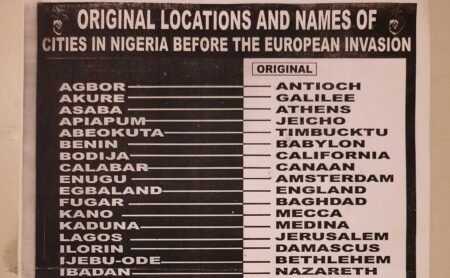 ORIGINAL LOCATIONS AND NAMES OF
CITIES IN NIGERIA BEFORE THE EUROPEAN INVASION
ORIGINAL
AGBOR ANTIOCH
AKURE GALILEE
ASABA ATHENS
APIAPUM JEICHO
ABEOKUTA TIMBUCKTU
BENIN BABYLON
BODIJA CALIFORNIA
CALABAR CANAAN
ENUGU AMSTERDAM
EGBALAND ENGLAND
FUGAR BAGHDAD
KANO MECCA
KADUNA MEDINA
LAGOS JERUSALEM
ILORIN DAMASCUS
IJEBU-ODE BETHLEHEM
IBADAN NAZARETH